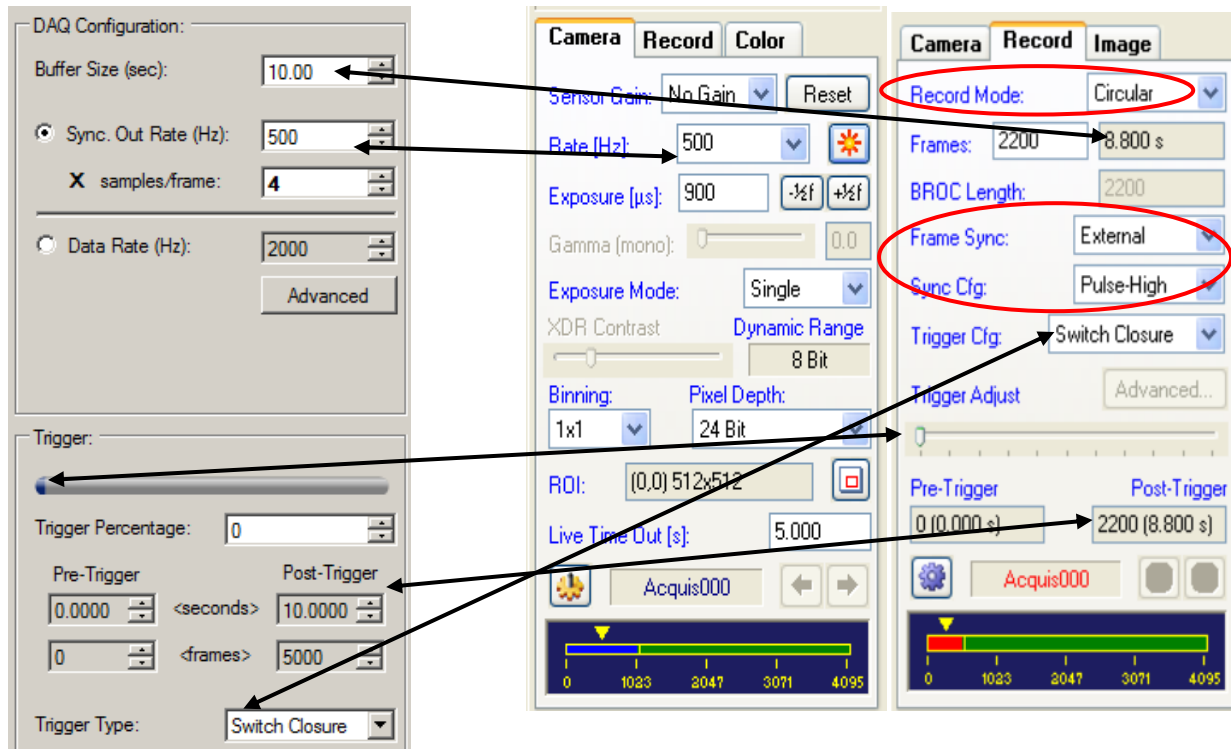 DAQ Configuration:
Buffer Size (sec): 10.00
Sync. Out Rate (Hz): 500
X samples/frame: 4
Data Rate (Hz): 2000
Advanced
Trigger:
Trigger Percentage: 0
Pre-Trigger Post-Trigger
0.0000 <seconds> 10.0000
0 <frames> 5000
Trigger Type: Switch Closure
Camera Record Color
Sensor Gain: No Gain Reset
Rate [Hz]: 500
Exposure [µs]: 900 -½f +½f
Gamma (mono): 0.0
Exposure Mode: Single
XDR Contrast Dynamic Range
8 Bit
Binning: Pixel Depth:
1x1 24 Bit
ROI: (0,0) 512x512
Live Time Out [s]: 5.000
Acquis000
0 1023 2047 3071 4095
Camera Record Image
Record Mode: Circular
Frames: 2200 8.800 s
BROC Length: 2200
Frame Sync: External
Sync Cfg: Pulse-High
Trigger Cfg: Switch Closure
Trigger Adjust Advanced...
Pre-Trigger Post-Trigger
0 (0.000 s) 2200 (8.800 s)
Acquis000
0 1023 2047 3071 4095